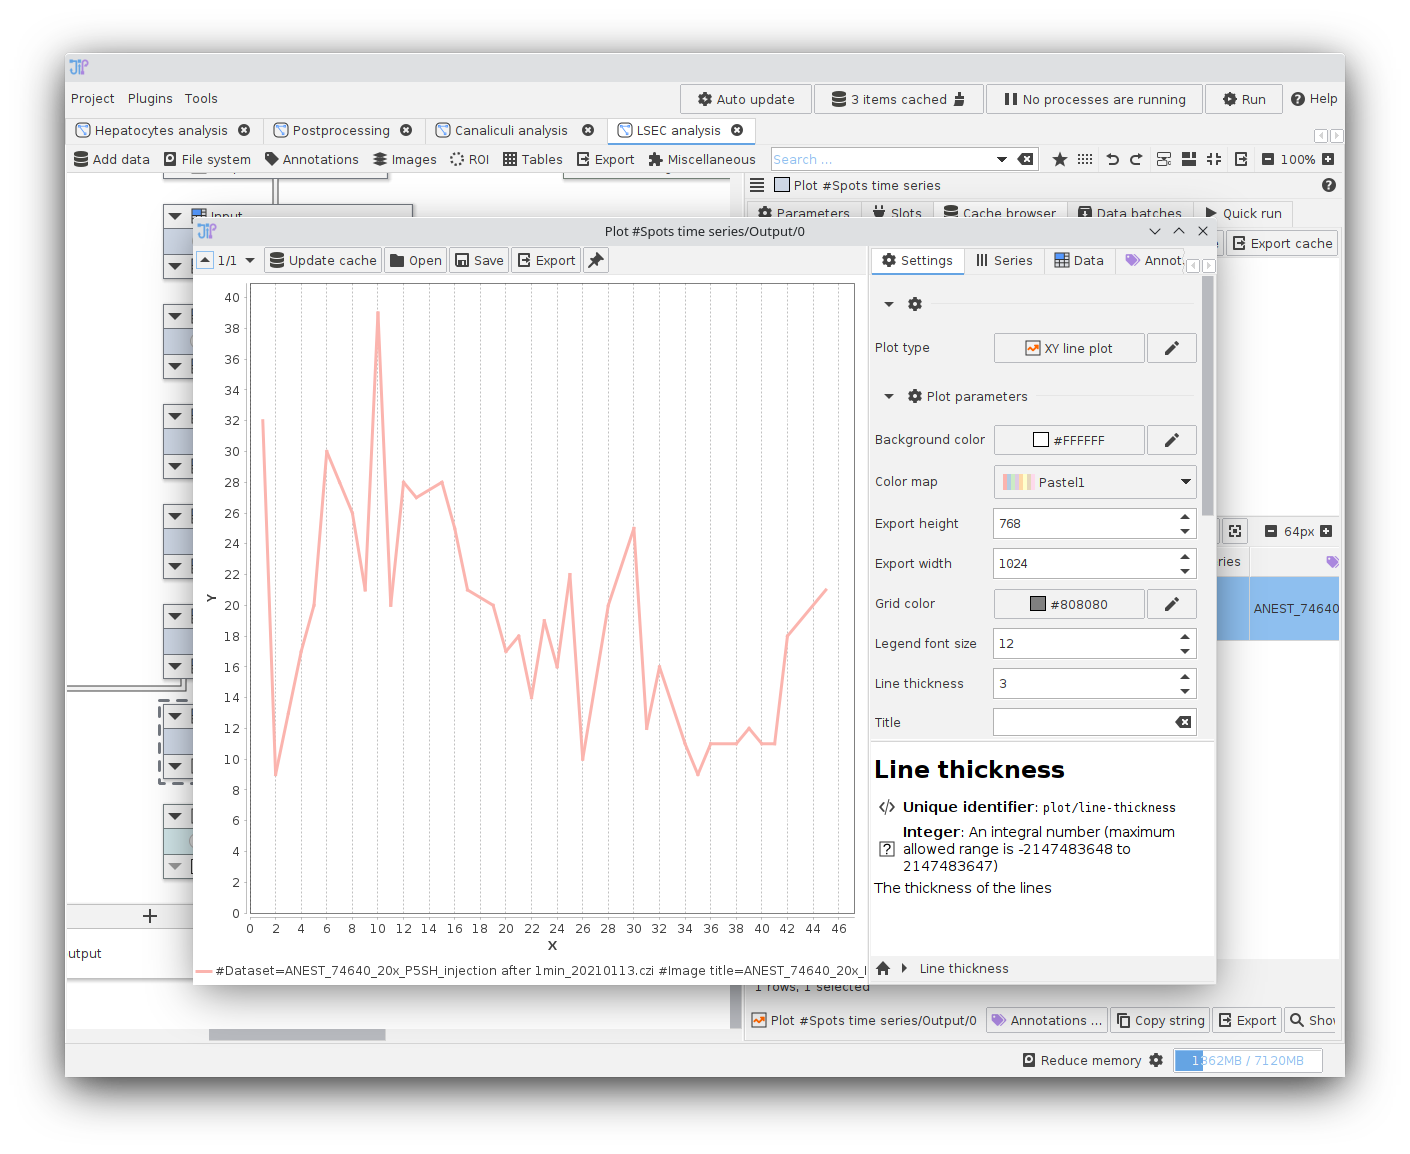 JIP
Project Plugins Tools
Auto update
3 items cached
No processes are running
Run
Help
Hepatocytes analysis
Postprocessing
Canaliculi analysis
LSEC analysis
Add data File system Annotations Images ROI Tables Export Miscellaneous
Search ...
100%
Plot #Spots time series
Input
Parameters Slots Cache browser Data batches Quick run
JIP
Plot #Spots time series/Output/0
1/1 Update cache Open Save Export
Settings Series Data Annot
Export cache
Plot type XY line plot
Plot parameters
Background color #FFFFFF
Color map Pastel1
Export height 768
Export width 1024
Grid color #808080
Legend font size 12
Line thickness 3
Title
64px
ries
ANEST_74640
40
38
36
34
32
30
28
26
24
22
20
18
16
14
12
10
8
6
4
2
0
Y
0 2 4 6 8 10 12 14 16 18 20 22 24 26 28 30 32 34 36 38 40 42 44 46
X
#Dataset=ANEST_74640_20x_P5SH_injection after 1min_20210113.czi #Image title=ANEST_74640_20x_
Line thickness
Unique identifier: plot/line-thickness
Integer: An integral number (maximum
allowed range is -2147483648 to
2147483647)
The thickness of the lines
Line thickness
utput
1 rows, 1 selected
Plot #Spots time series/Output/0 Annotations ... Copy string Export Sho
Reduce memory
1362MB / 7120MB